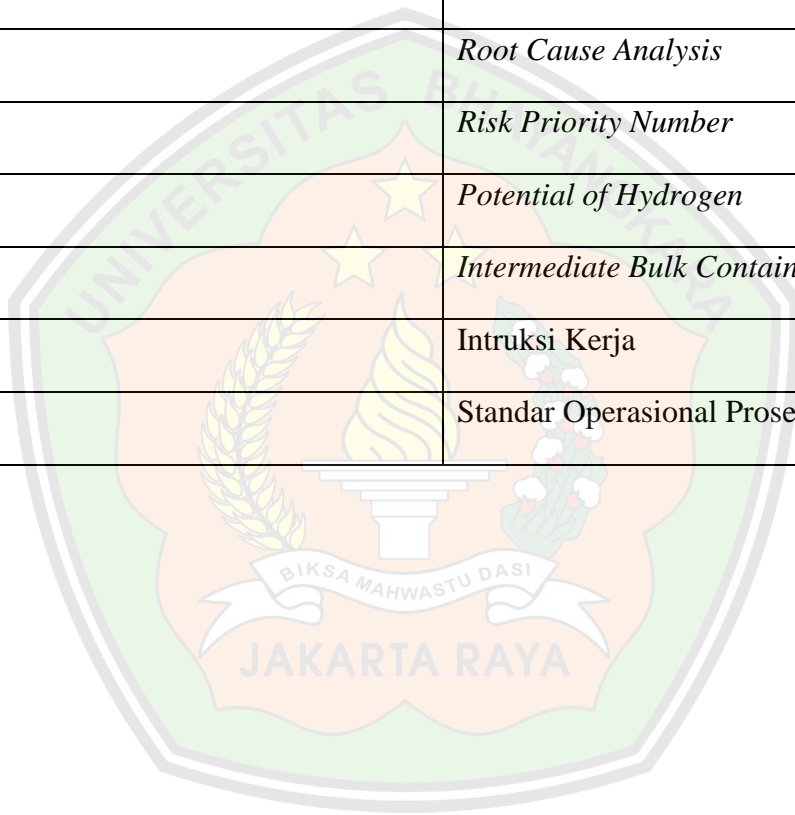 Root Cause Analysis
Risk Priority Number
Potential of Hydrogen
Intermediate Bulk Contain
Intruksi Kerja
Standar Operasional Prose
UNIVERSITAS BHAYANGKARA
BIKSA MAHWASTU DASI
JAKARTA RAYA